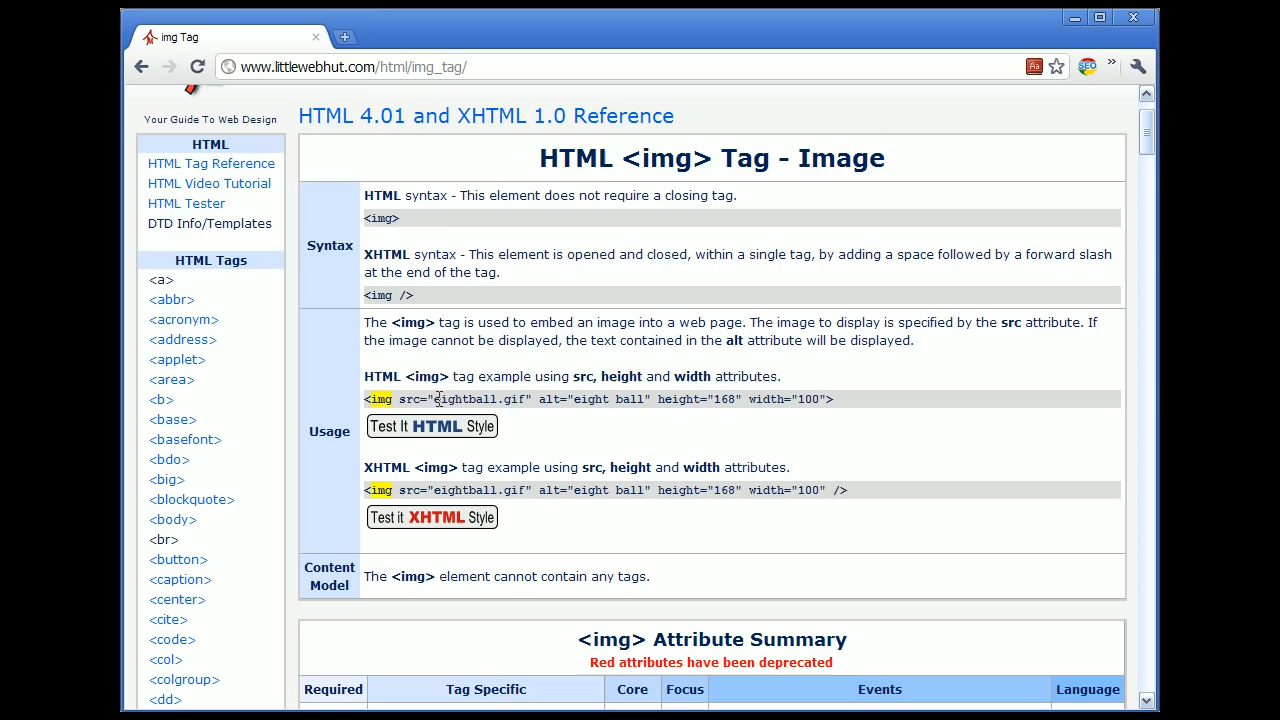 img Tag
www.littlewebhut.com/html/img_tag/
Aa
SEO
»
Your Guide To Web Design
HTML
HTML Tag Reference
HTML Video Tutorial
HTML Tester
DTD Info/Templates
HTML Tags
<a>
<abbr>
<acronym>
<address>
<applet>
<area>
<b>
<base>
<basefont>
<bdo>
<big>
<blockquote>
<body>
<br>
<button>
<caption>
<center>
<cite>
<code>
<col>
<colgroup>
<dd>
HTML 4.01 and XHTML 1.0 Reference
HTML <img> Tag - Image
Syntax
HTML syntax - This element does not require a closing tag.
<img>
XHTML syntax - This element is opened and closed, within a single tag, by adding a space followed by a forward slash
at the end of the tag.
<img />
Usage
The <img> tag is used to embed an image into a web page. The image to display is specified by the src attribute. If
the image cannot be displayed, the text contained in the alt attribute will be displayed.
HTML <img> tag example using src, height and width attributes.
<img src="eightball.gif" alt="eight ball" height="168" width="100">
Test It HTML Style
XHTML <img> tag example using src, height and width attributes.
<img src="eightball.gif" alt="eight ball" height="168" width="100" />
Test it XHTML Style
Content
Model
The <img> element cannot contain any tags.
<img> Attribute Summary
Red attributes have been deprecated
Required Tag Specific Core Focus Events Language